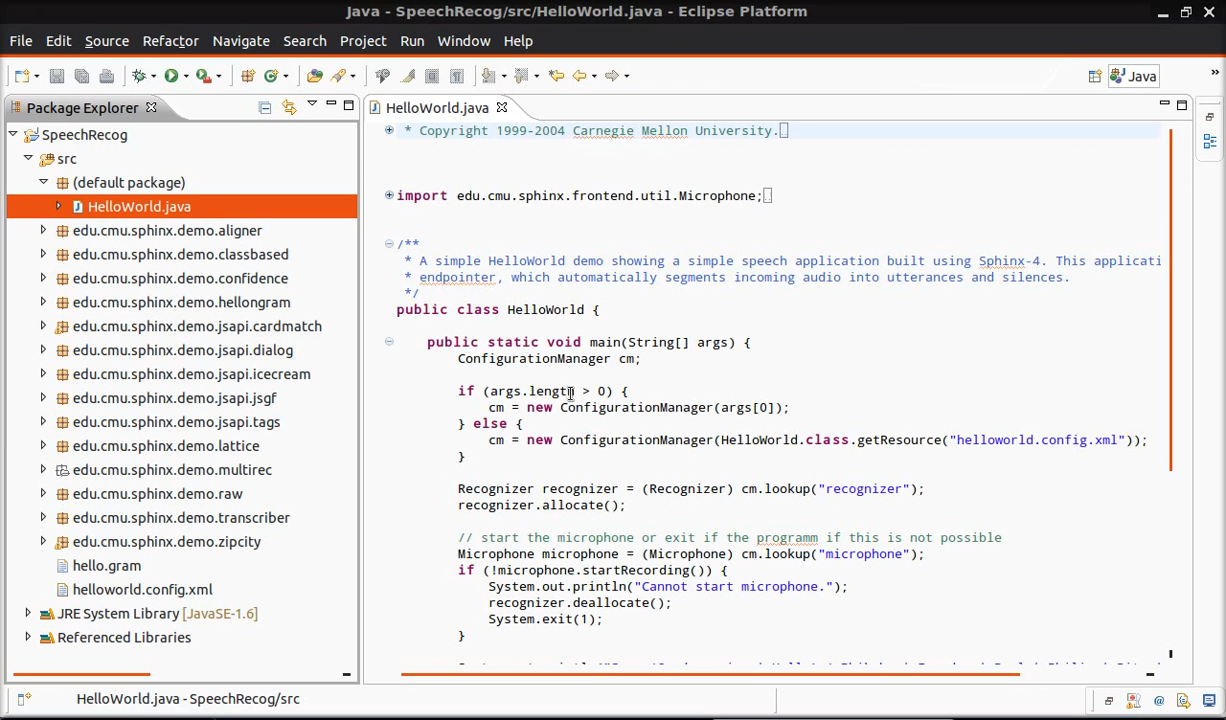 Java - SpeechRecog/src/HelloWorld.java - Eclipse Platform
File Edit Source Refactor Navigate Search Project Run Window Help
Java
Package Explorer
HelloWorld.java
SpeechRecog
src
(default package)
HelloWorld.java
edu.cmu.sphinx.demo.aligner
edu.cmu.sphinx.demo.classbased
edu.cmu.sphinx.demo.confidence
edu.cmu.sphinx.demo.hellongram
edu.cmu.sphinx.demo.jsapi.cardmatch
edu.cmu.sphinx.demo.jsapi.dialog
edu.cmu.sphinx.demo.jsapi.icecream
edu.cmu.sphinx.demo.jsapi.jsgf
edu.cmu.sphinx.demo.jsapi.tags
edu.cmu.sphinx.demo.lattice
edu.cmu.sphinx.demo.multirec
edu.cmu.sphinx.demo.raw
edu.cmu.sphinx.demo.transcriber
edu.cmu.sphinx.demo.zipcity
hello.gram
helloworld.config.xml
JRE System Library [JavaSE-1.6]
Referenced Libraries
* Copyright 1999-2004 Carnegie Mellon University.
import edu.cmu.sphinx.frontend.util.Microphone;
/**
* A simple HelloWorld demo showing a simple speech application built using Sphinx-4. This applicati
* endpointer, which automatically segments incoming audio into utterances and silences.
*/
public class HelloWorld {
public static void main(String[] args) {
ConfigurationManager cm;
if (args.length > 0) {
cm = new ConfigurationManager(args[0]);
} else {
cm = new ConfigurationManager(HelloWorld.class.getResource("helloworld.config.xml"));
}
Recognizer recognizer = (Recognizer) cm.lookup("recognizer");
recognizer.allocate();
// start the microphone or exit if the programm if this is not possible
Microphone microphone = (Microphone) cm.lookup("microphone");
if (!microphone.startRecording()) {
System.out.println("Cannot start microphone.");
recognizer.deallocate();
System.exit(1);
}
HelloWorld.java - SpeechRecog/src